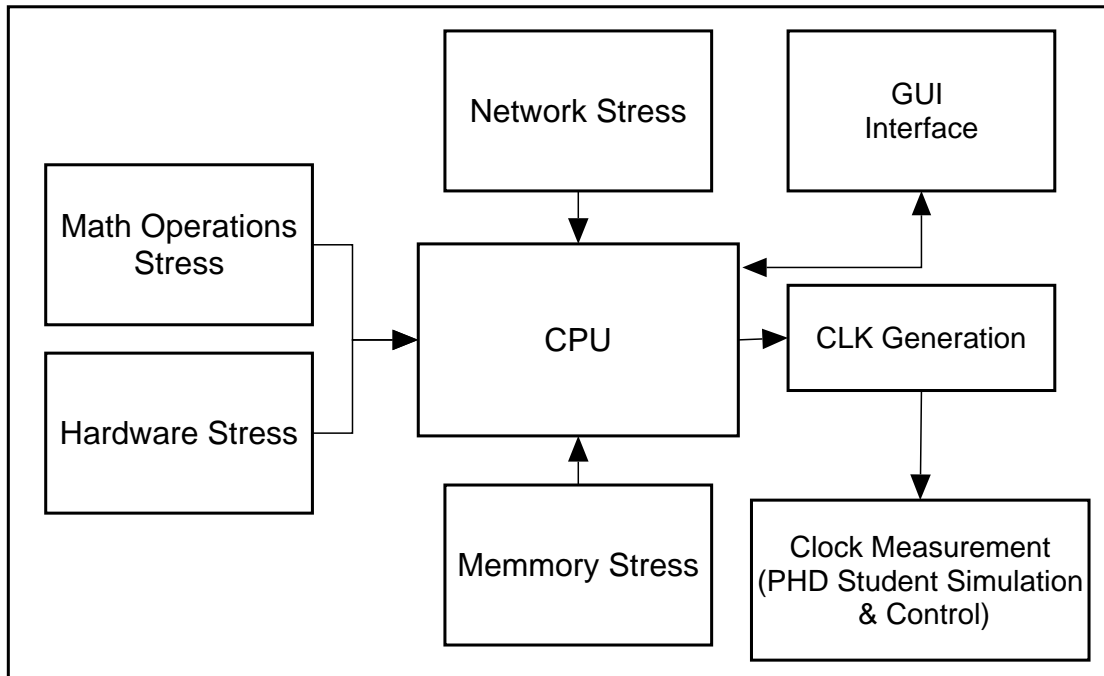 Network Stress
GUI
Interface
Math Operations
Stress
CPU
CLK Generation
Hardware Stress
Memmory Stress
Clock Measurement
(PHD Student Simulation
& Control)